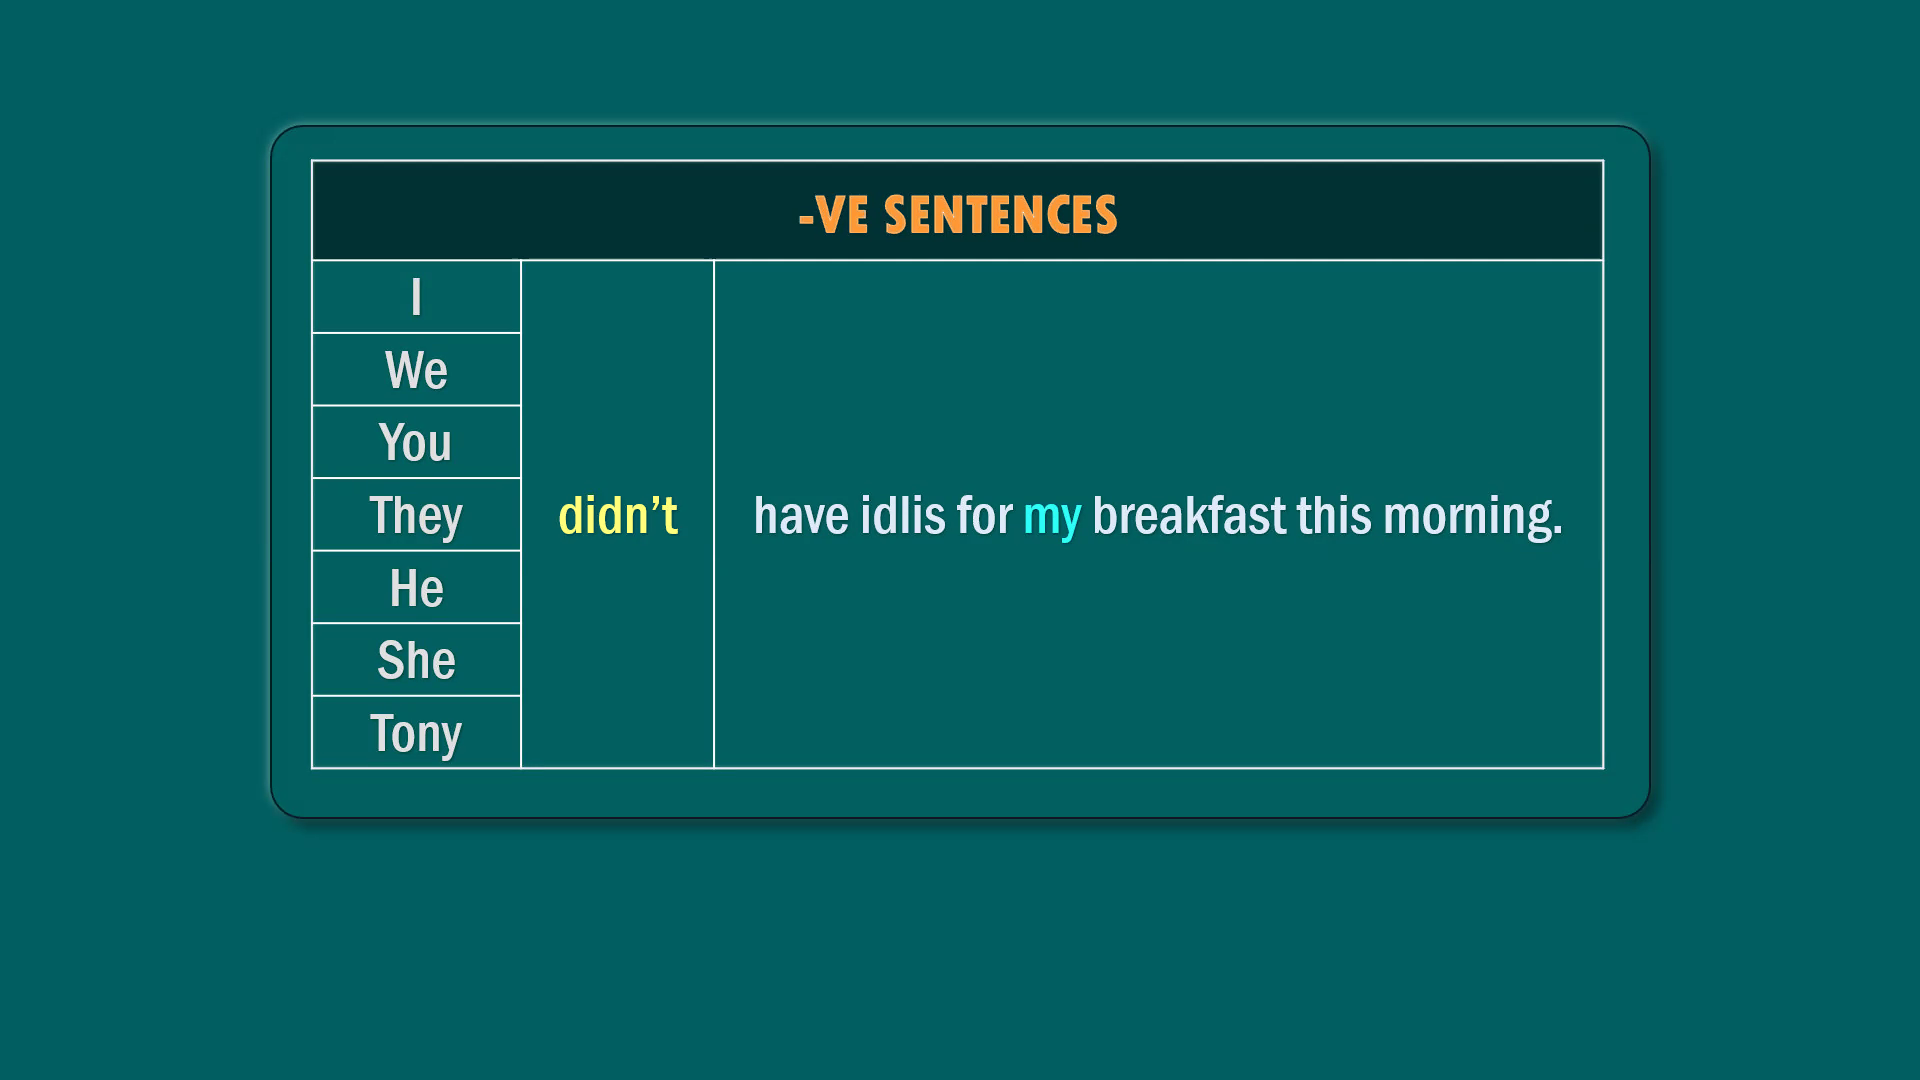 -VE SENTENCES
I
We
You
They
He
She
Tony
didn’t
have idlis for my breakfast this morning.